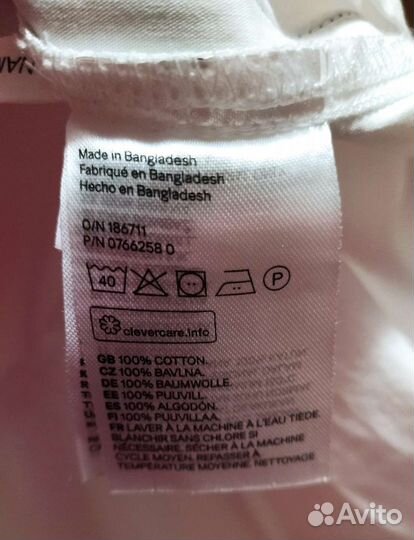 Made in Bangladesh
Fabriqué en Bangladesh
Hecho en Bangladesh
O/N 186711
P/N 0766258 0
40
P
clevercare.info
GB 100% COTTON.
CZ 100% BAVLNA.
DE 100% BAUMWOLLE.
EE 100% PUUVILL.
ES 100% ALGODÓN.
FI 100% PUUVILLAA.
FR LAVER À LA MACHINE À L'EAU TIÈDE.
BLANCHIR SANS CHLORE SI
NÉCESSAIRE. SÉCHER À LA MACHINE
CYCLE MOYEN. REPASSER À
TEMPÉRATURE MOYENNE. NETTOYAGE
Avito